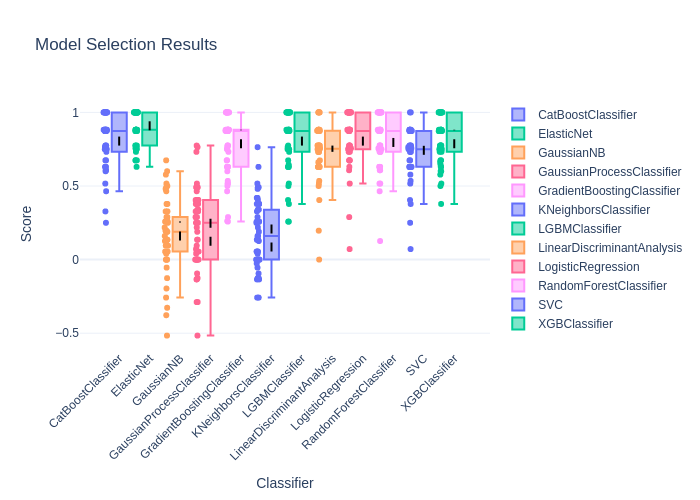 Model Selection Results
1
0.5
0
−0.5
Score
CatBoostClassifier
ElasticNet
GaussianNB
GaussianProcessClassifier
GradientBoostingClassifier
KNeighborsClassifier
LGBMClassifier
LinearDiscriminantAnalysis
LogisticRegression
RandomForestClassifier
SVC
XGBClassifier
Classifier
CatBoostClassifier
ElasticNet
GaussianNB
GaussianProcessClassifier
GradientBoostingClassifier
KNeighborsClassifier
LGBMClassifier
LinearDiscriminantAnalysis
LogisticRegression
RandomForestClassifier
SVC
XGBClassifier